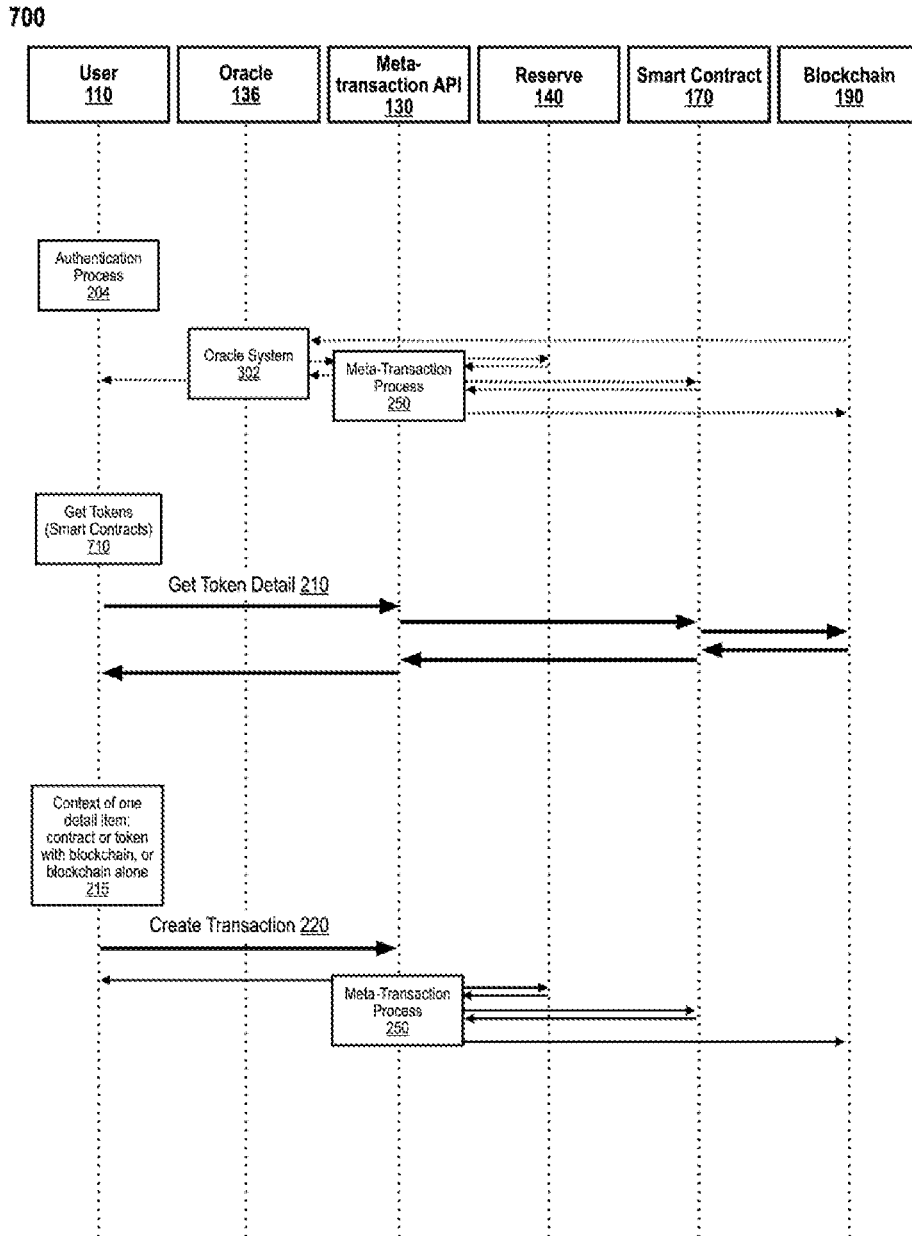 700
User
110
Oracle
136
Meta-
transaction API
130
Reserve
140
Smart Contract
170
Blockchain
190
Authentication
Process
204
Oracle System
302
Meta-Transaction
Process
250
Get Tokens
(Smart Contracts)
710
Get Token Detail 210
Context of one
detail item:
contract or token
with blockchain, or
blockchain alone
215
Create Transaction 220
Meta-Transaction
Process
250